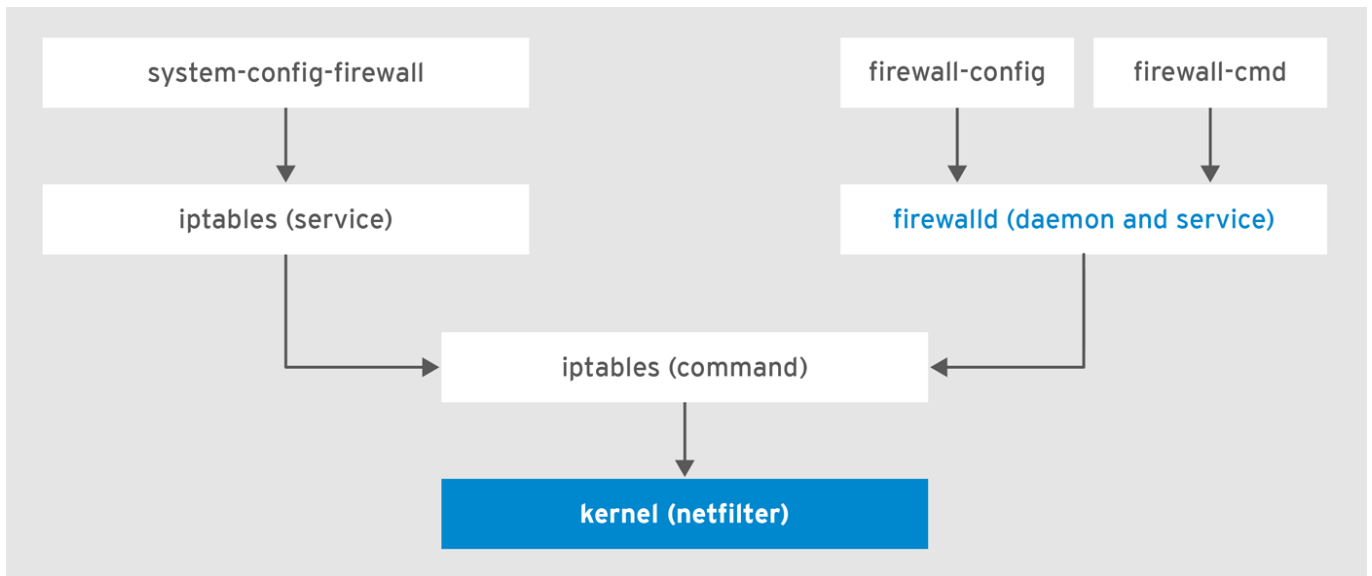 system-config-firewall
firewall-config
firewall-cmd
iptables (service)
firewalld (daemon and service)
iptables (command)
kernel (netfilter)